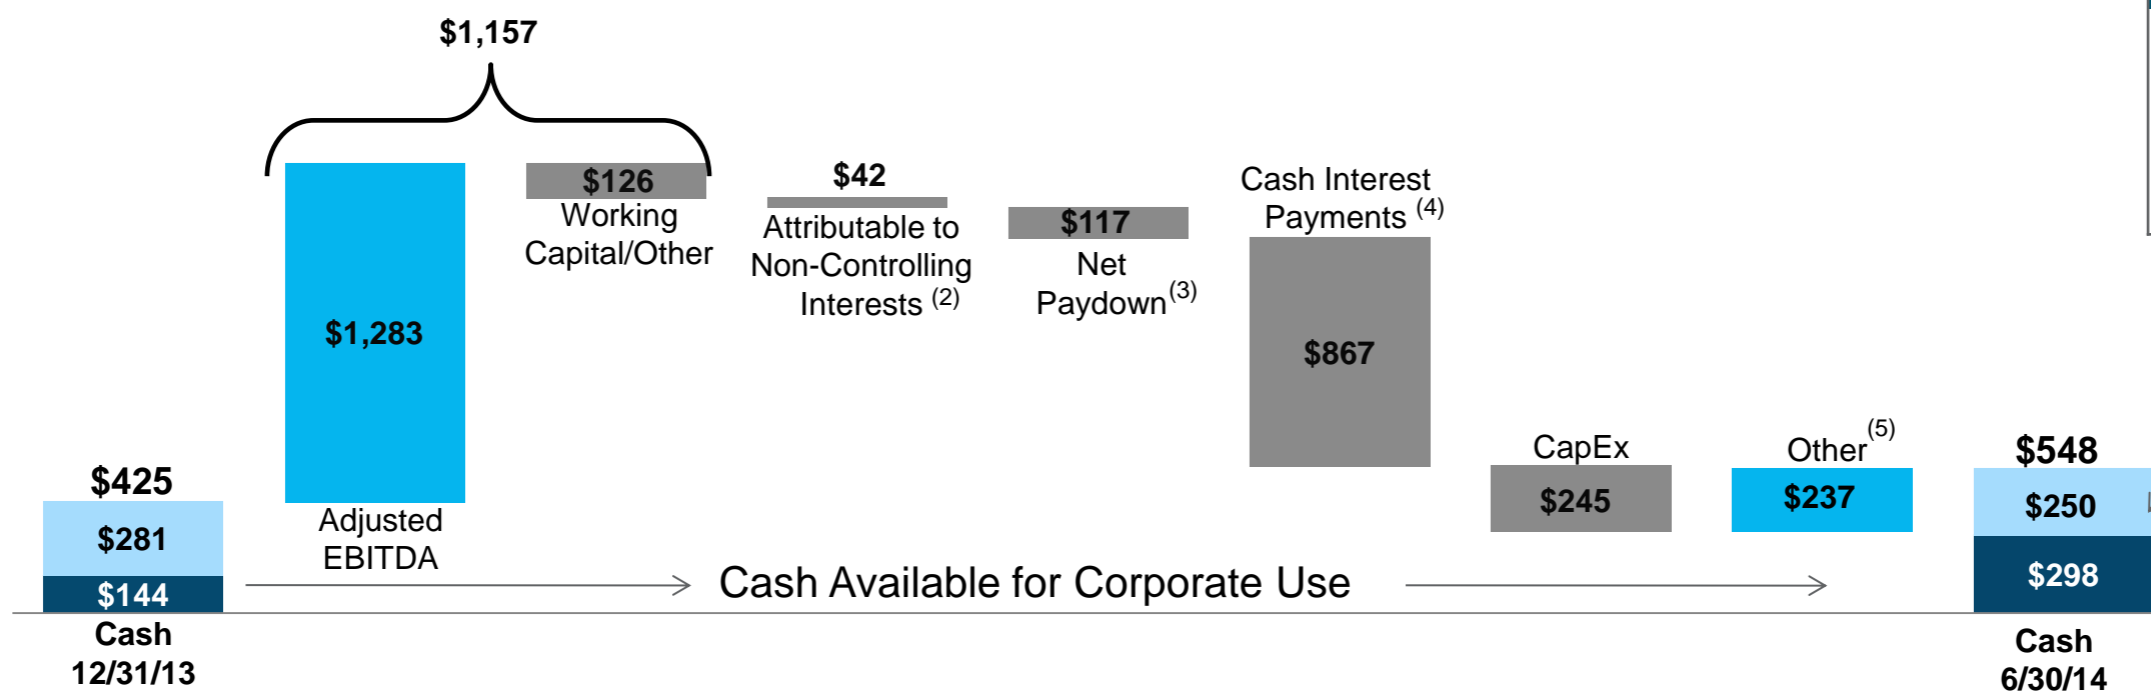 $1,157
$126
Working
Capital/Other
$42
Attributable to
Non-Controlling
Interests (2)
$117
Net
Paydown(3)
Cash Interest
Payments (4)
$867
$1,283
Adjusted
EBITDA
CapEx
$245
Other(5)
$237
$425
$281
$144
Cash
12/31/13
Cash Available for Corporate Use
$548
$250
$298
Cash
6/30/14